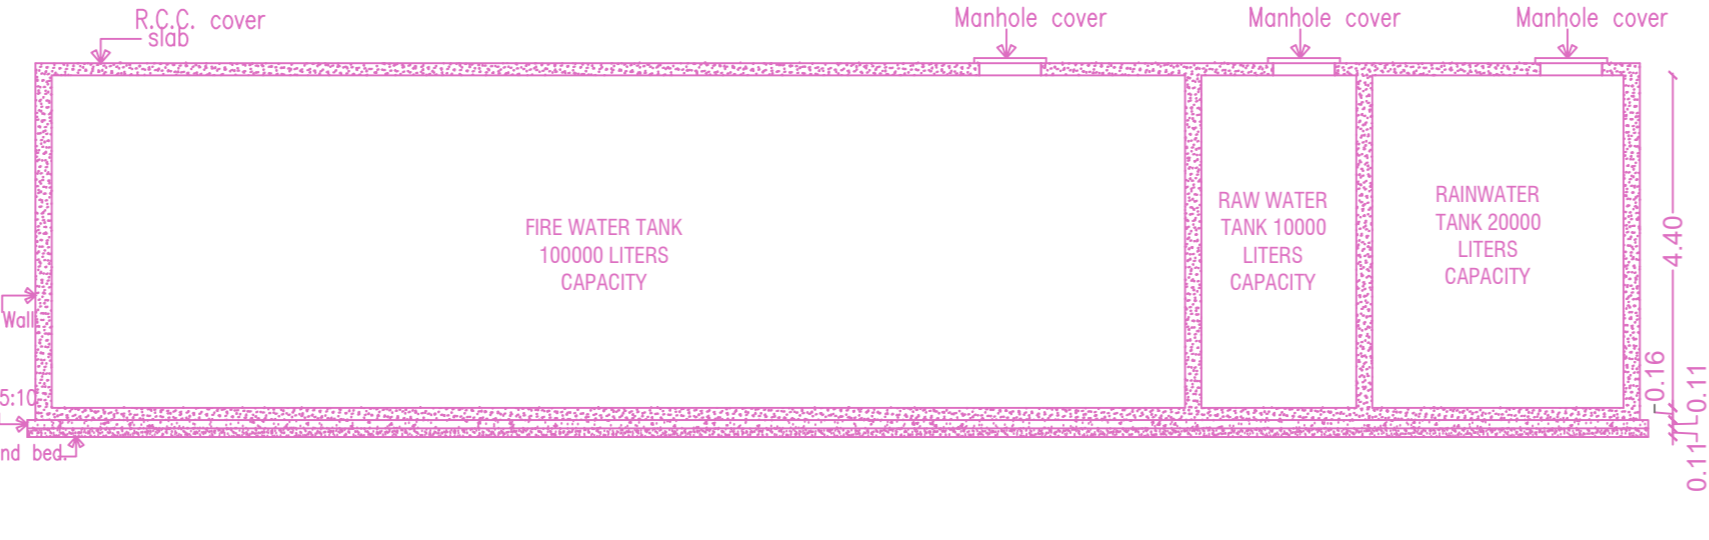 R.C.C. cover
slab
Manhole cover
Manhole cover
Manhole cover
FIRE WATER TANK
100000 LITERS
CAPACITY
RAW WATER
TANK 10000
LITERS
CAPACITY
RAINWATER
TANK 20000
LITERS
CAPACITY
4.40
Wall
0.16
0.11
5:10
nd bed.
0.11